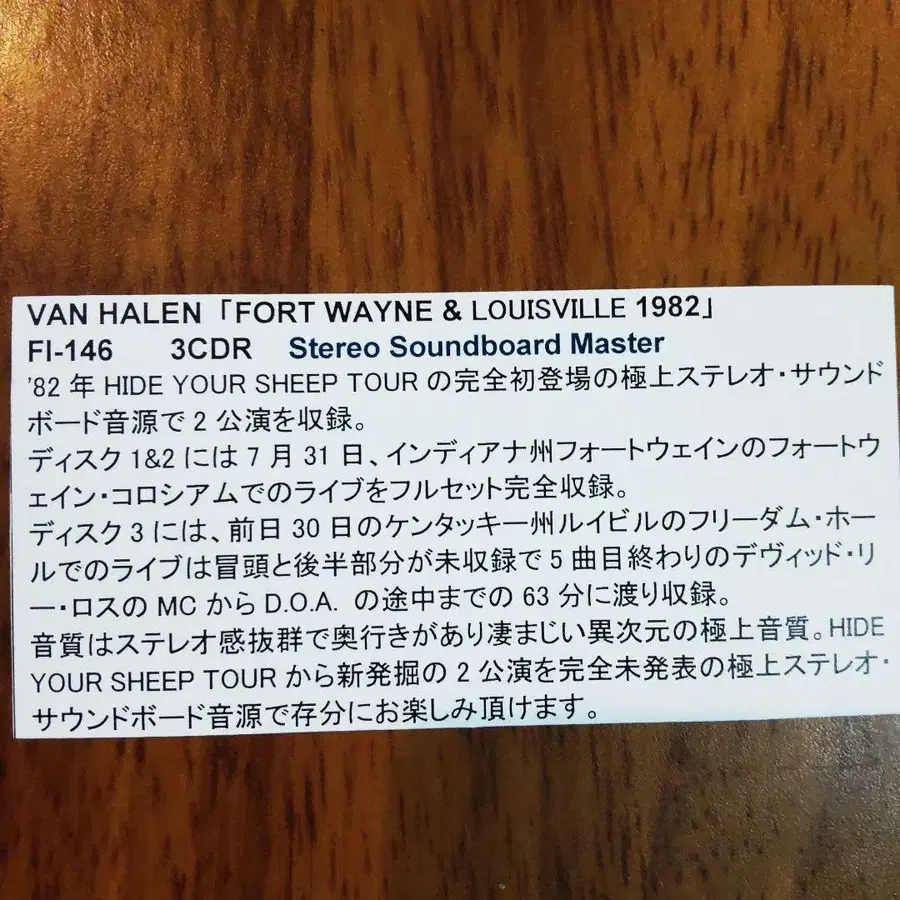 VAN HALEN「FORT WAYNE & LOUISVILLE 1982」
FI-146 3CDR Stereo Soundboard Master
'82 年 HIDE YOUR SHEEP TOUR の完全初登場の極上ステレオ・サウンド
ボード音源で 2 公演を収録。
ディスク 1&2 には 7 月 31 日、インディアナ州フォートウェインのフォートウ
ェイン・コロシアムでのライブをフルセット完全収録。
ディスク 3 には、前日 30 日のケンタッキー州ルイビルのフリーダム・ホー
ルでのライブは冒頭と後半部分が未収録で 5 曲目終わりのデヴィッド・リ
ー・ロスの MC から D.O.A. の途中までの 63 分に渡り収録。
音質はステレオ感抜群で奥行きがあり凄まじい異次元の極上音質。HIDE
YOUR SHEEP TOUR から新発掘の 2 公演を完全未発表の極上ステレオ・
サウンドボード音源で存分にお楽しみ頂けます。